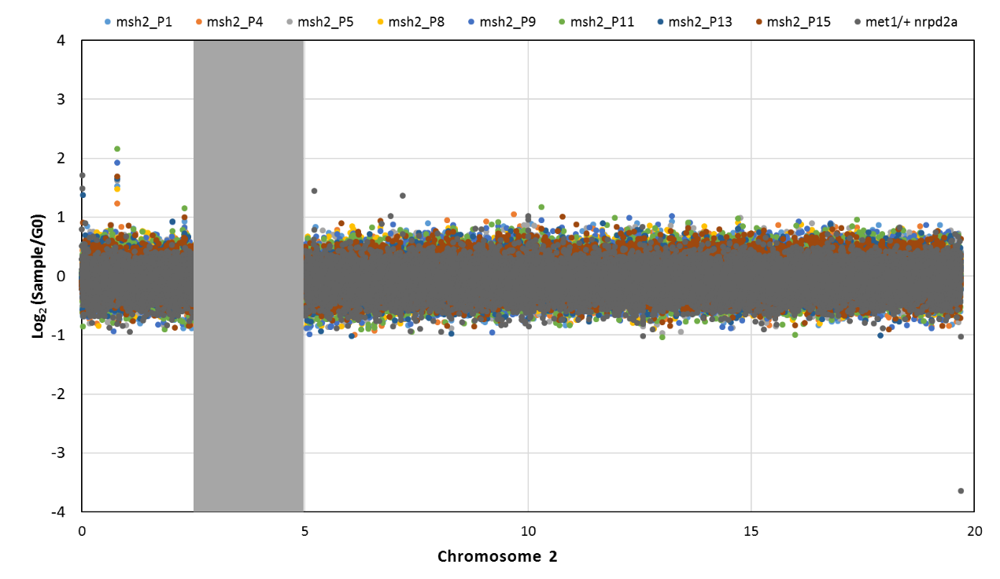 msh2_P1 msh2_P4 msh2_P5 msh2_P8 msh2_P9 msh2_P11 msh2_P13 msh2_P15 met1/+ nrpd2a
4
3
2
1
0
-1
-2
-3
-4
Log2(Sample/G0)
0 5 10 15 20
Chromosome 2